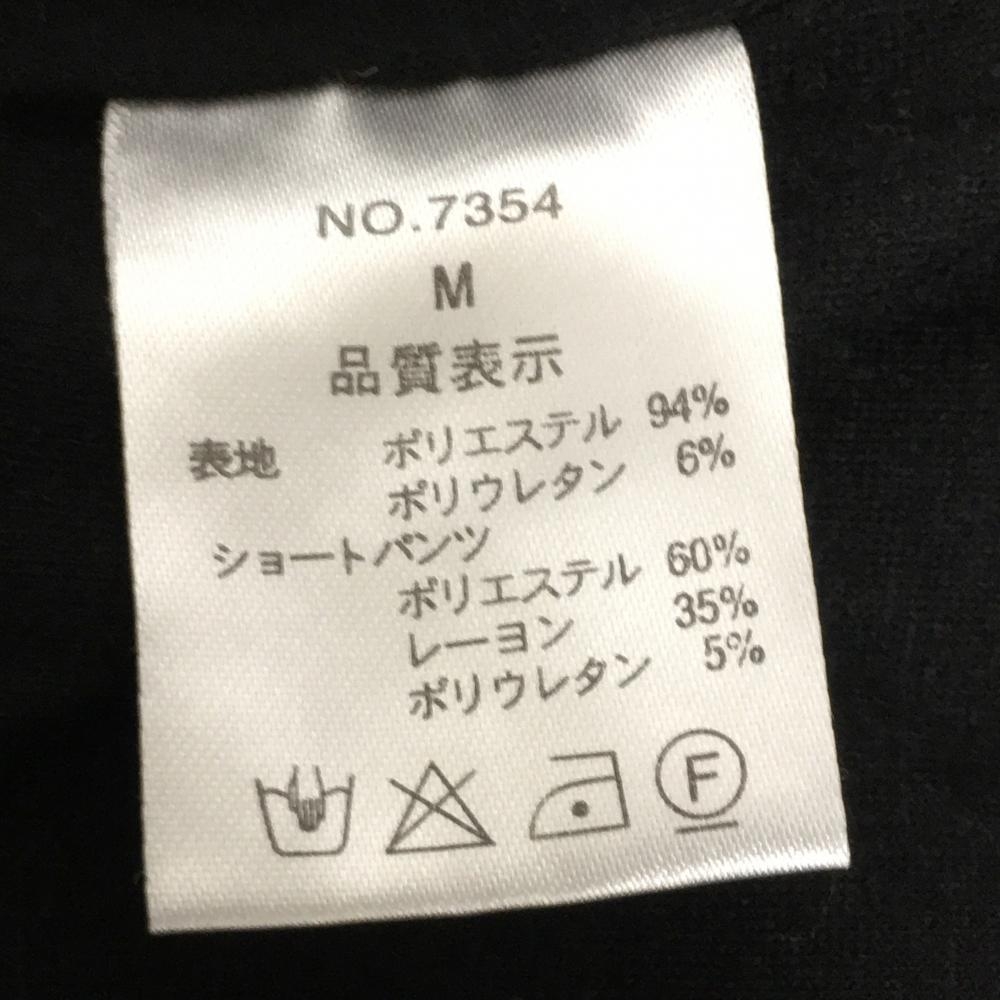 NO.7354
M
品質表示
表地 ポリエステル 94%
ポリウレタン 6%
ショートパンツ
ポリエステル 60%
レーヨン 35%
ポリウレタン 5%
F